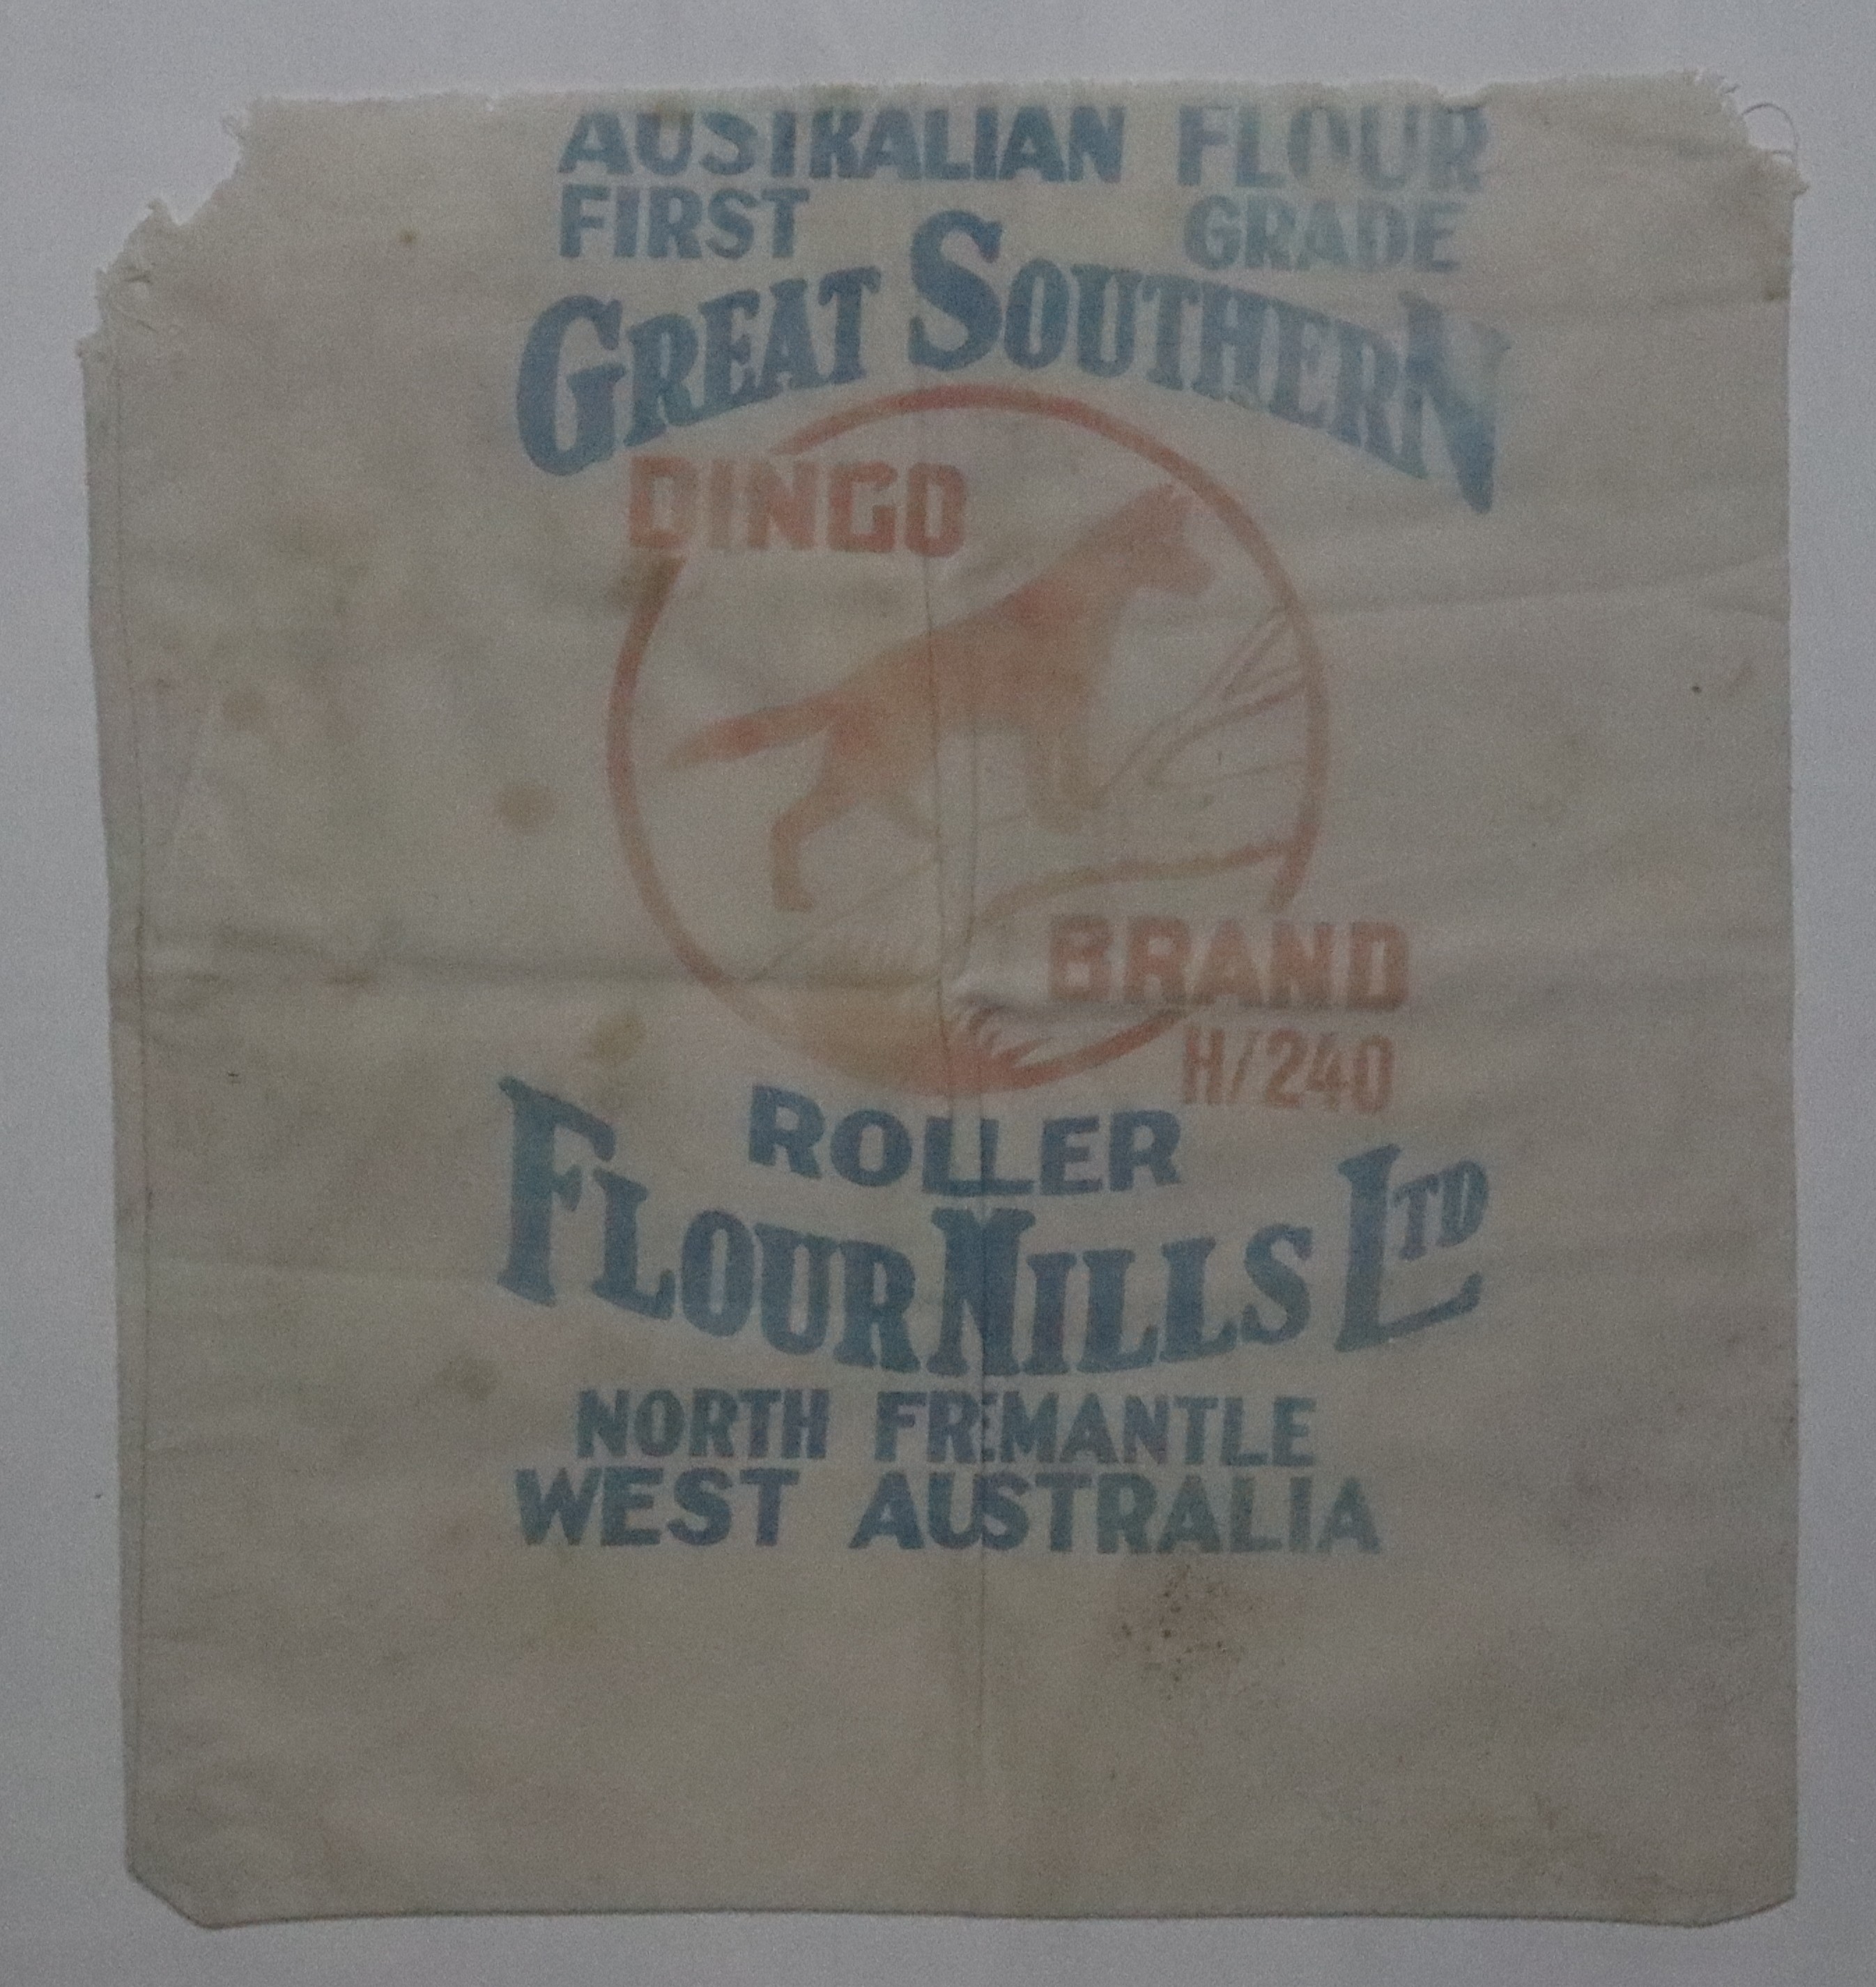 AUSTRALIAN FLOUR
FIRST GRADE
GREAT SOUTHERN
DINGO
BRAND
H/240
ROLLER
FLOUR MILLS LTD
NORTH FREMANTLE
WEST AUSTRALIA